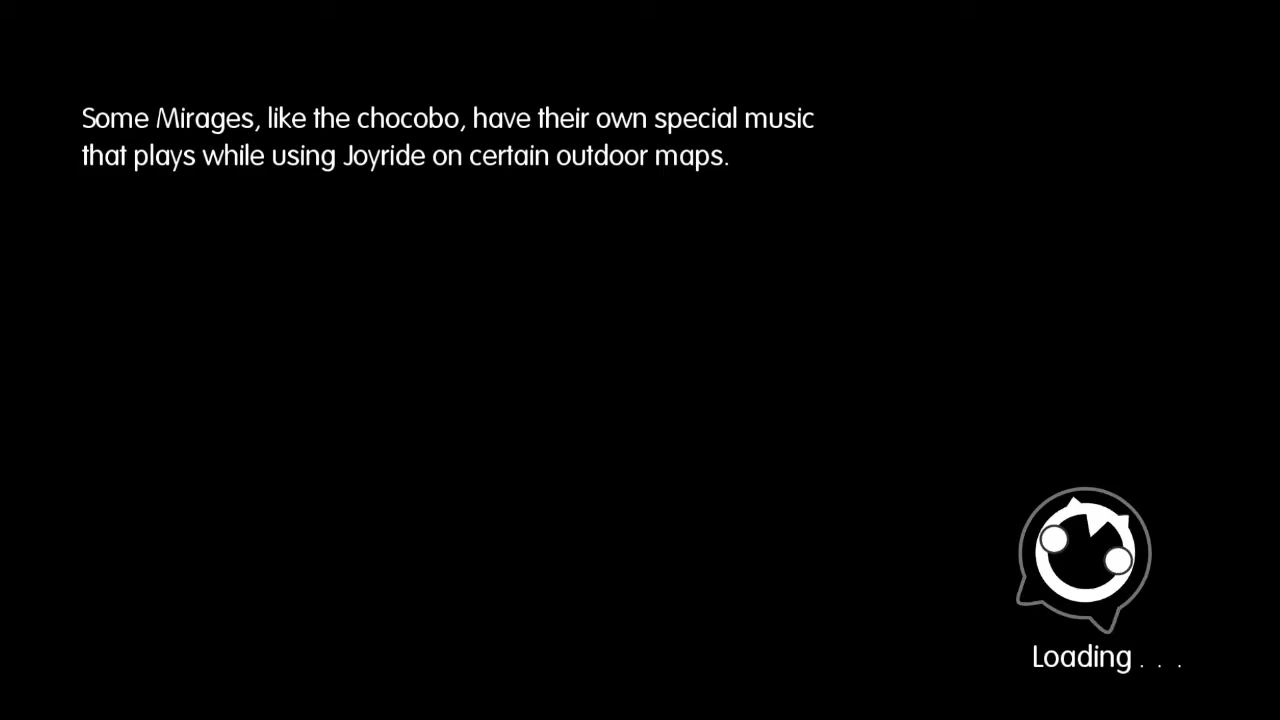 Some Mirages, like the chocobo, have their own special music
that plays while using Joyride on certain outdoor maps.
Loading . . .